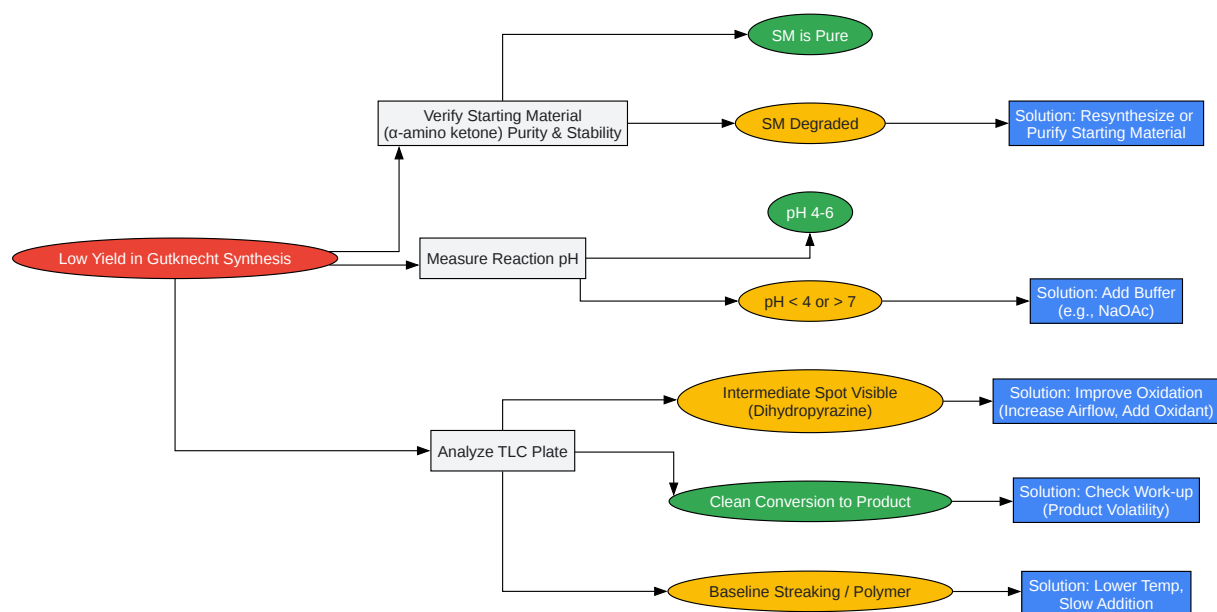 SM is Pure
Verify Starting Material
(α-amino ketone) Purity & Stability
SM Degraded
Solution: Resynthesize or
Purify Starting Material
pH 4-6
Low Yield in Gutknecht Synthesis
Measure Reaction pH
pH < 4 or > 7
Solution: Add Buffer
(e.g., NaOAc)
Intermediate Spot Visible
(Dihydropyrazine)
Solution: Improve Oxidation
(Increase Airflow, Add Oxidant)
Analyze TLC Plate
Clean Conversion to Product
Solution: Check Work-up
(Product Volatility)
Baseline Streaking / Polymer
Solution: Lower Temp,
Slow Addition